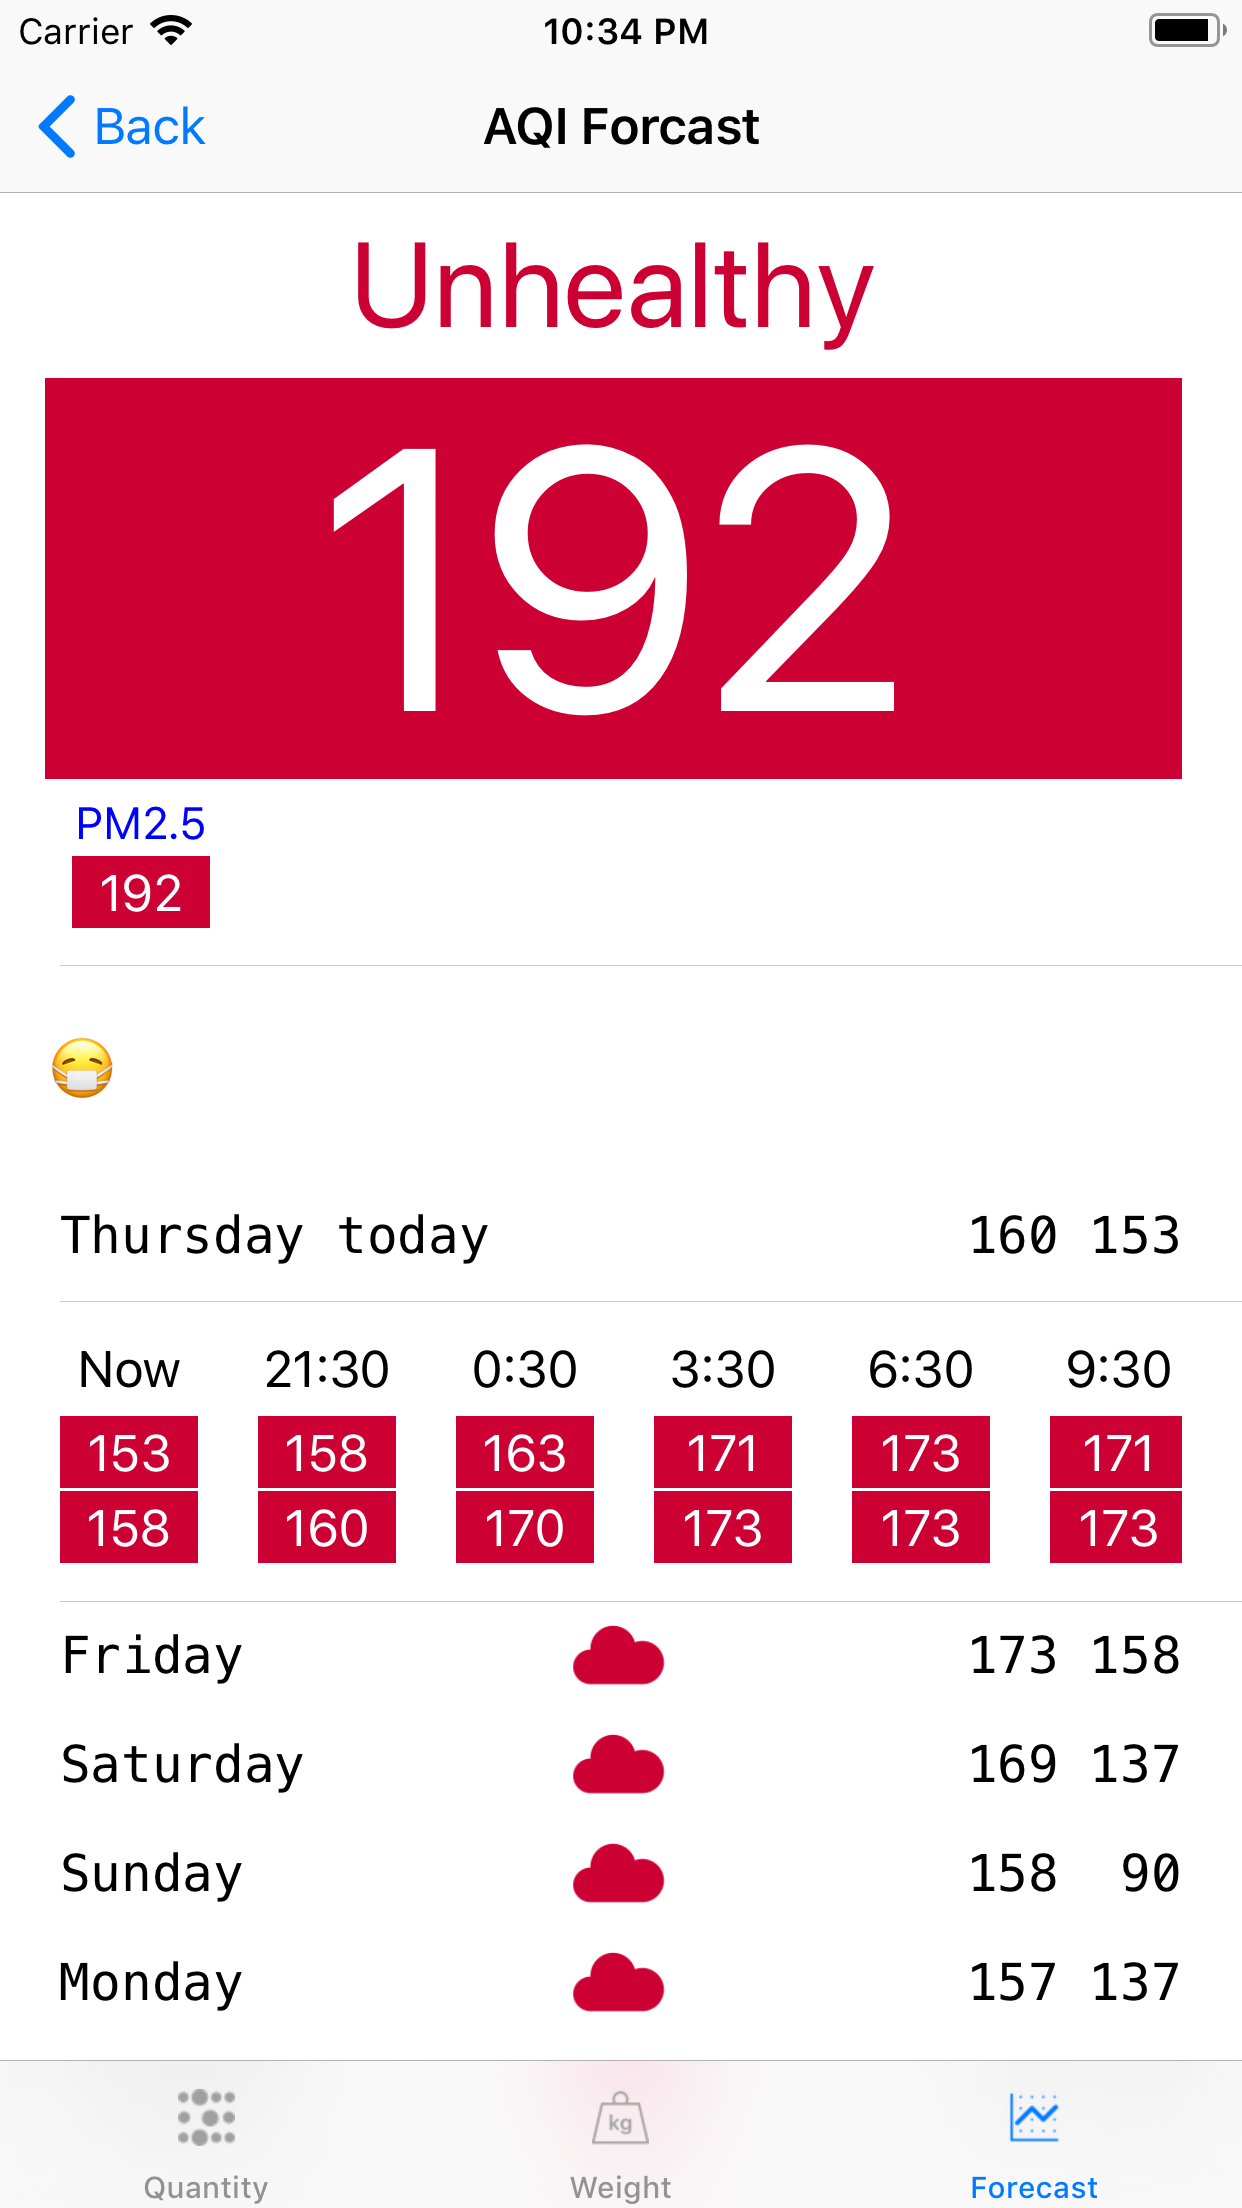 Carrier 10:34 PM
Back AQI Forcast
Unhealthy
192
PM2.5
192
Thursday today 160 153
Now 21:30 0:30 3:30 6:30 9:30
153 158 163 171 173 171
158 160 170 173 173 173
Friday 173 158
Saturday 169 137
Sunday 158 90
Monday 157 137
kg
Quantity Weight Forecast